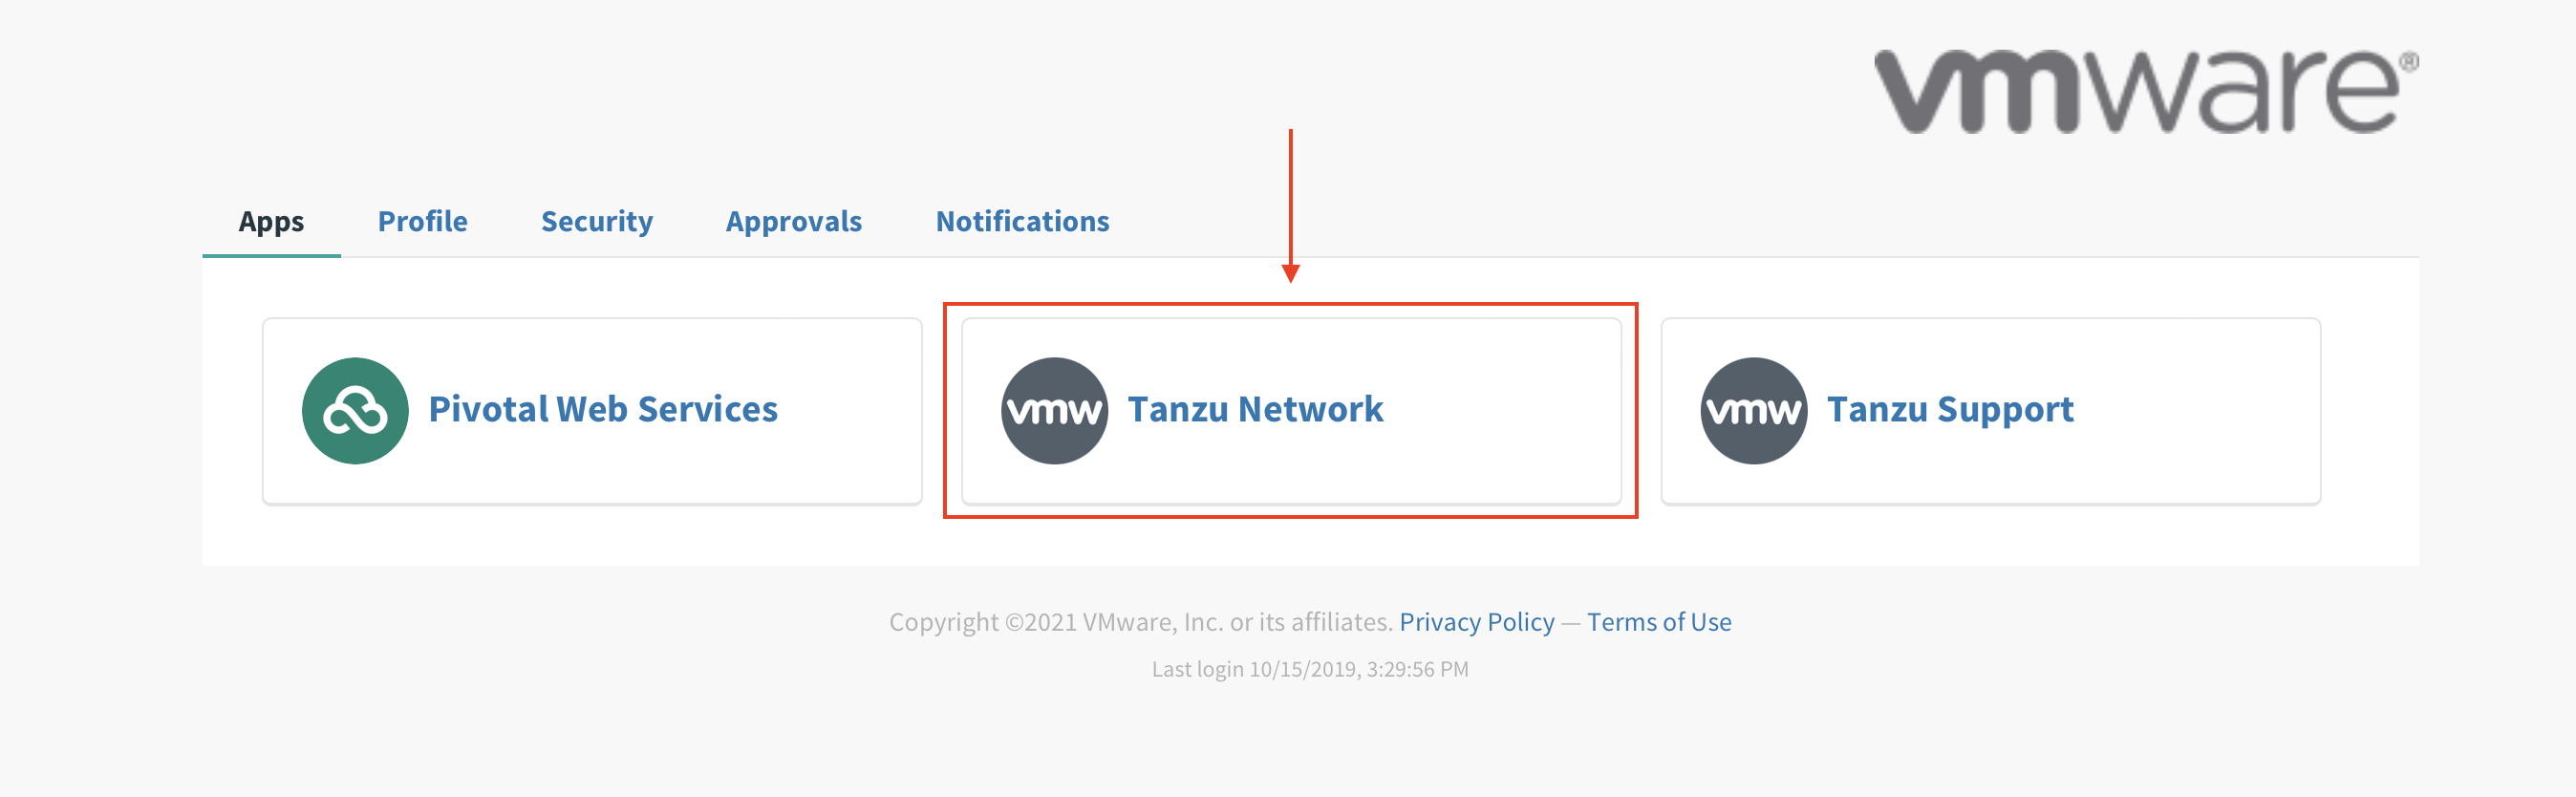 vmware®
Apps Profile Security Approvals Notifications
Pivotal Web Services
vmw Tanzu Network
vmw Tanzu Support
Copyright ©2021 VMware, Inc. or its affiliates. Privacy Policy — Terms of Use
Last login 10/15/2019, 3:29:56 PM